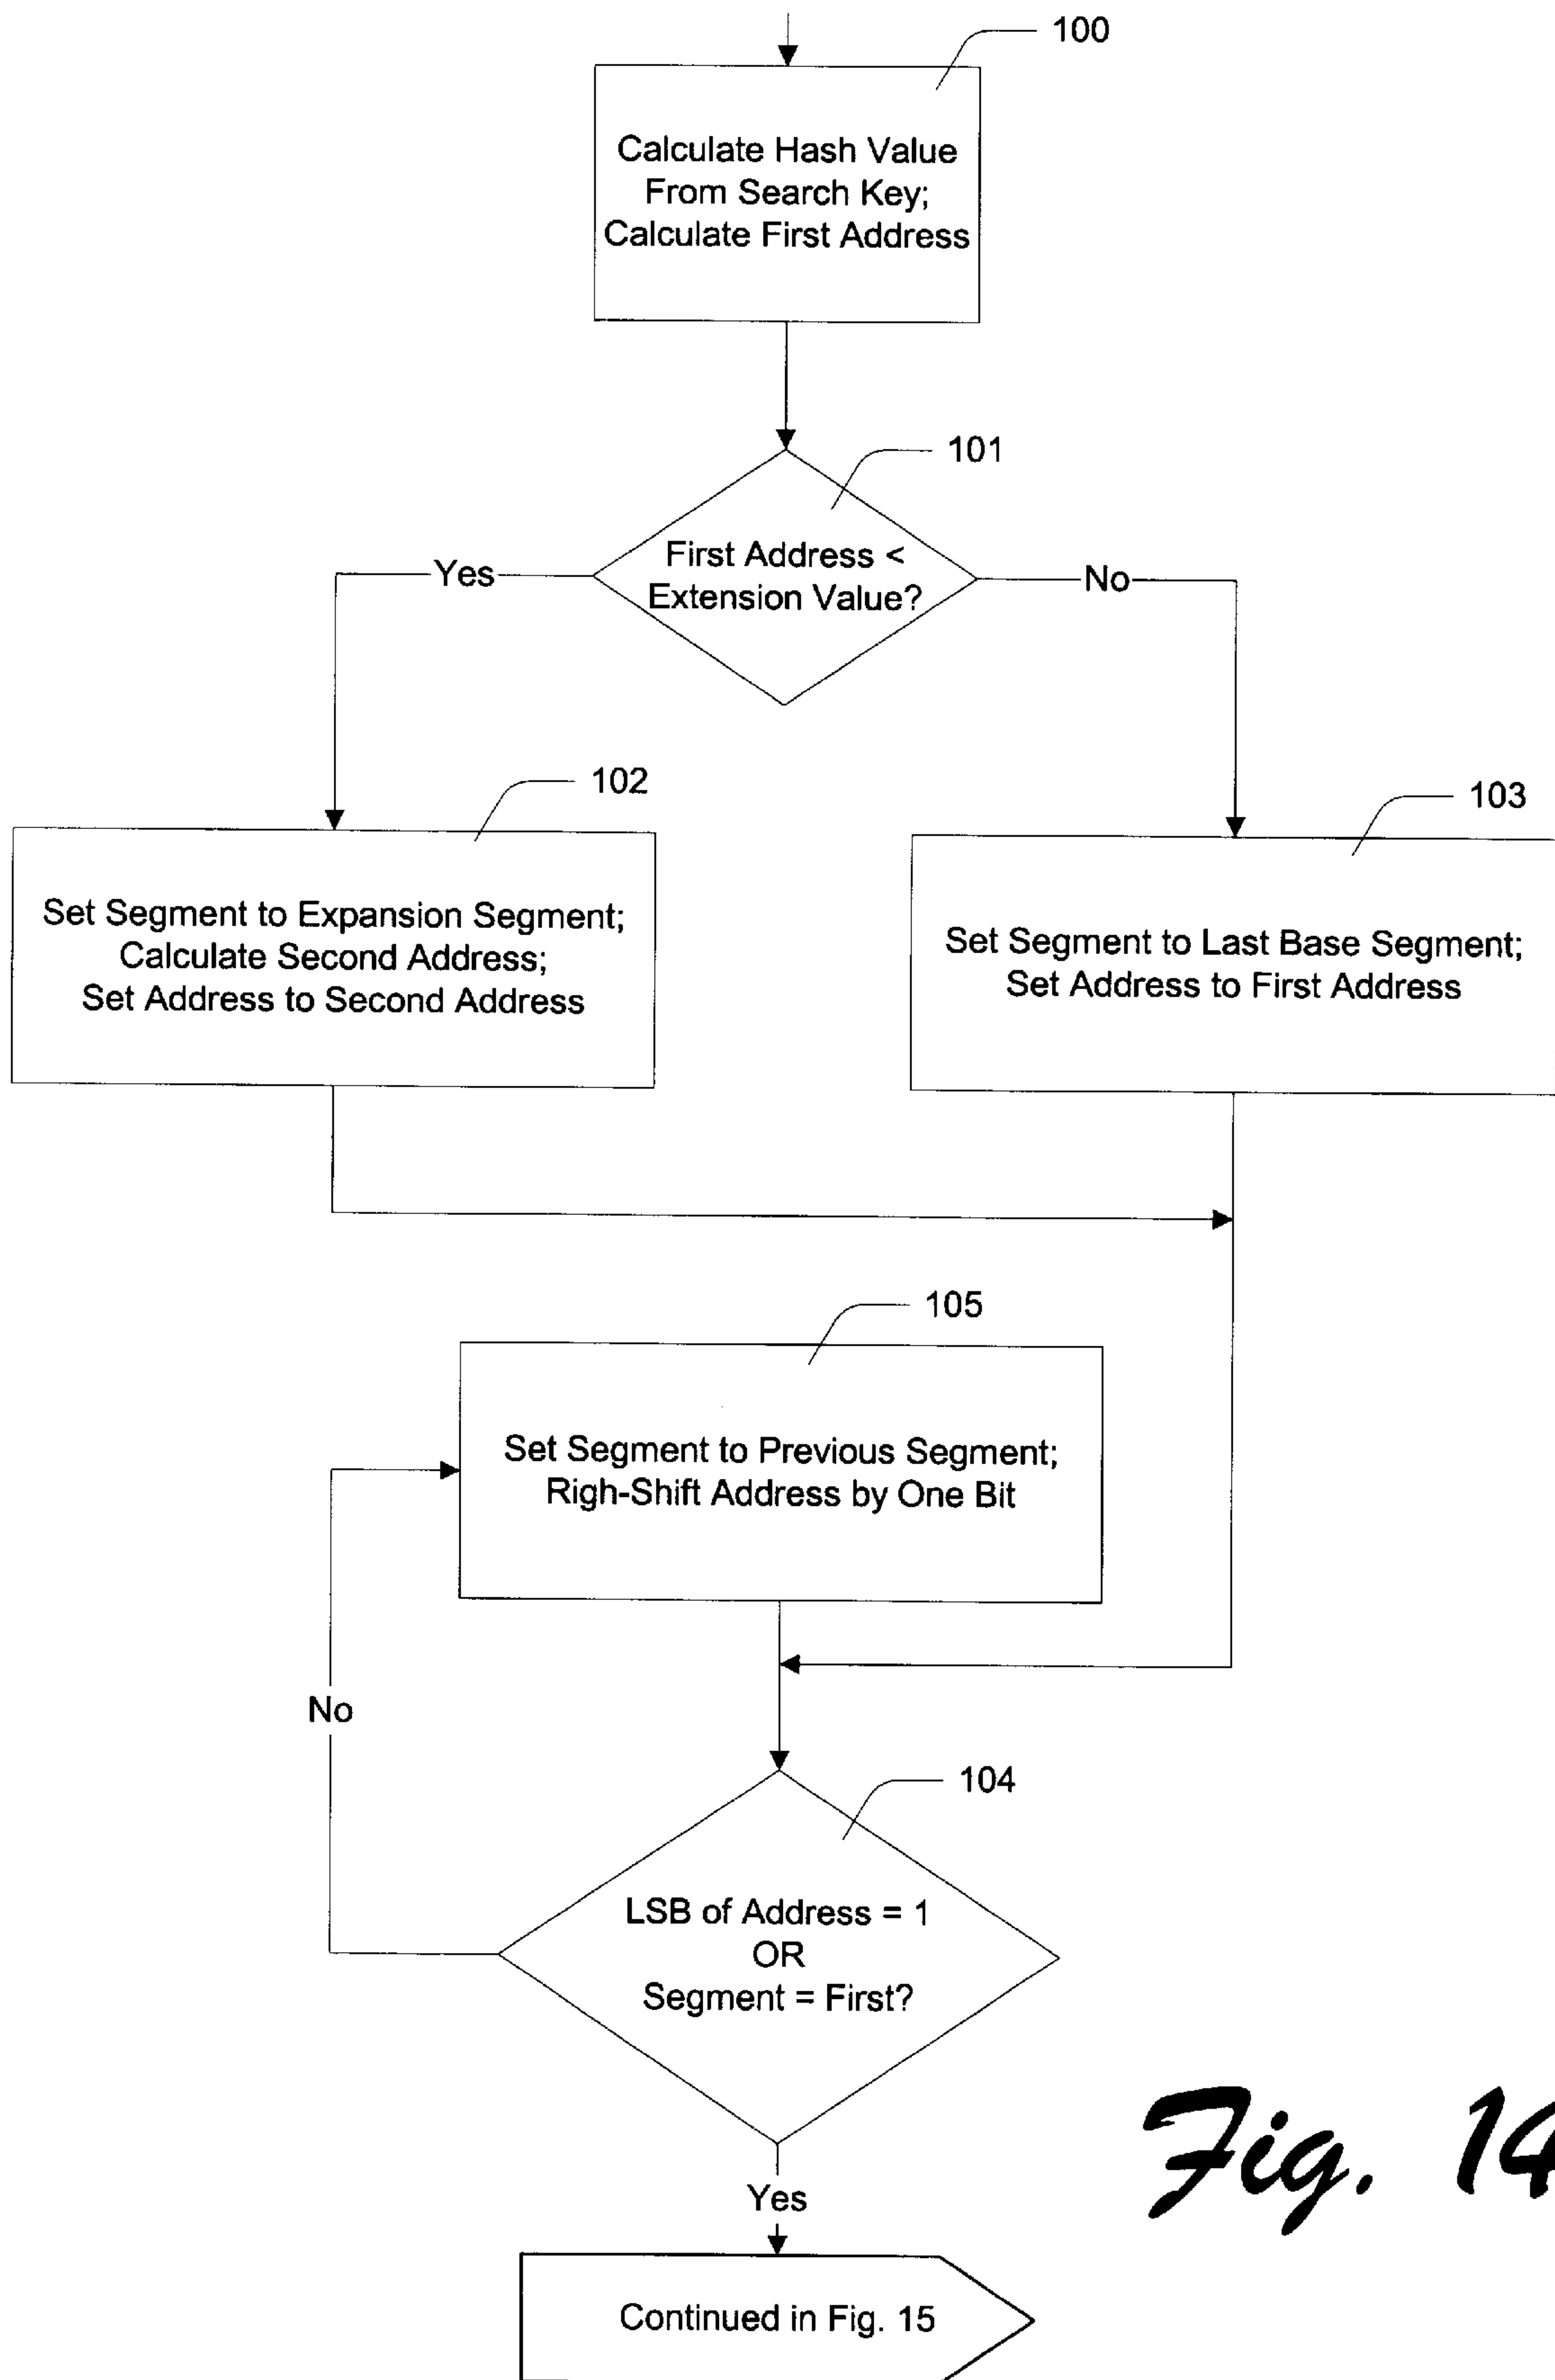 100
Calculate Hash Value
From Search Key;
Calculate First Address
101
First Address <
Extension Value?
Yes
No
102
Set Segment to Expansion Segment;
Calculate Second Address;
Set Address to Second Address
103
Set Segment to Last Base Segment;
Set Address to First Address
105
Set Segment to Previous Segment;
Righ-Shift Address by One Bit
No
104
LSB of Address = 1
OR
Segment = First?
Yes
Continued in Fig. 15
Fig. 14